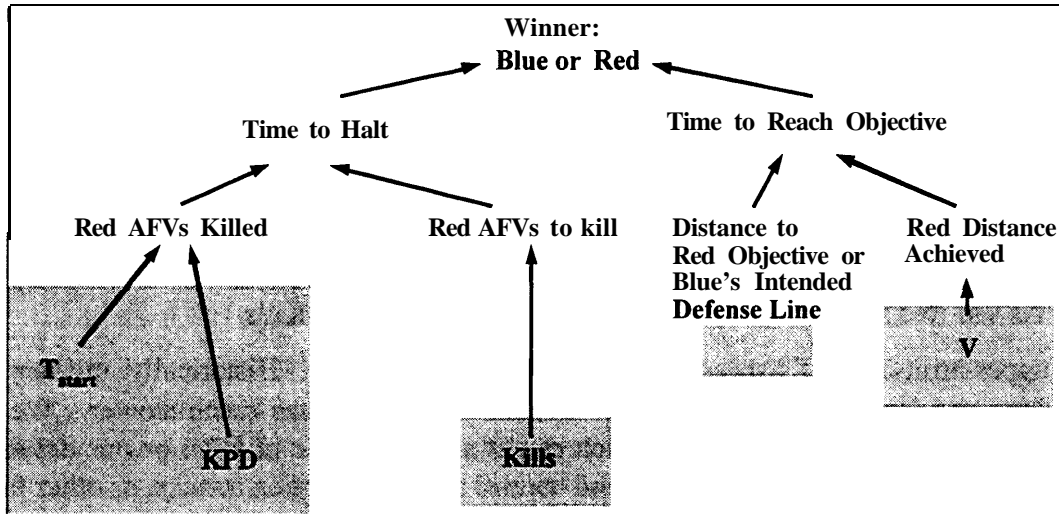 Winner:
Blue or Red
Time to Halt
Time to Reach Objective
Red AFVs Killed
Red AFVs to kill
Distance to
Red Objective or
Blue's Intended
Defense Line
Red Distance
Achieved
T_start
V
KPD
Kills